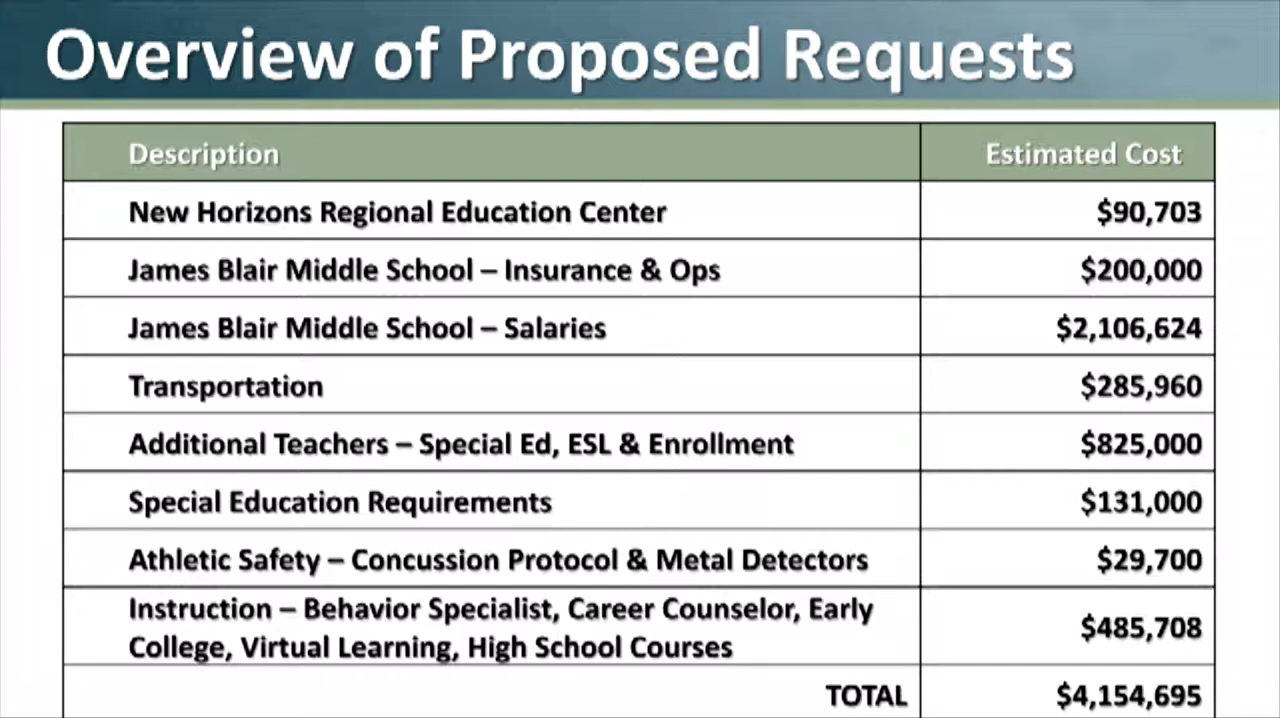 Overview of Proposed Requests
Description Estimated Cost
New Horizons Regional Education Center $90,703
James Blair Middle School – Insurance & Ops $200,000
James Blair Middle School – Salaries $2,106,624
Transportation $285,960
Additional Teachers – Special Ed, ESL & Enrollment $825,000
Special Education Requirements $131,000
Athletic Safety – Concussion Protocol & Metal Detectors $29,700
Instruction – Behavior Specialist, Career Counselor, Early
College, Virtual Learning, High School Courses $485,708
TOTAL $4,154,695